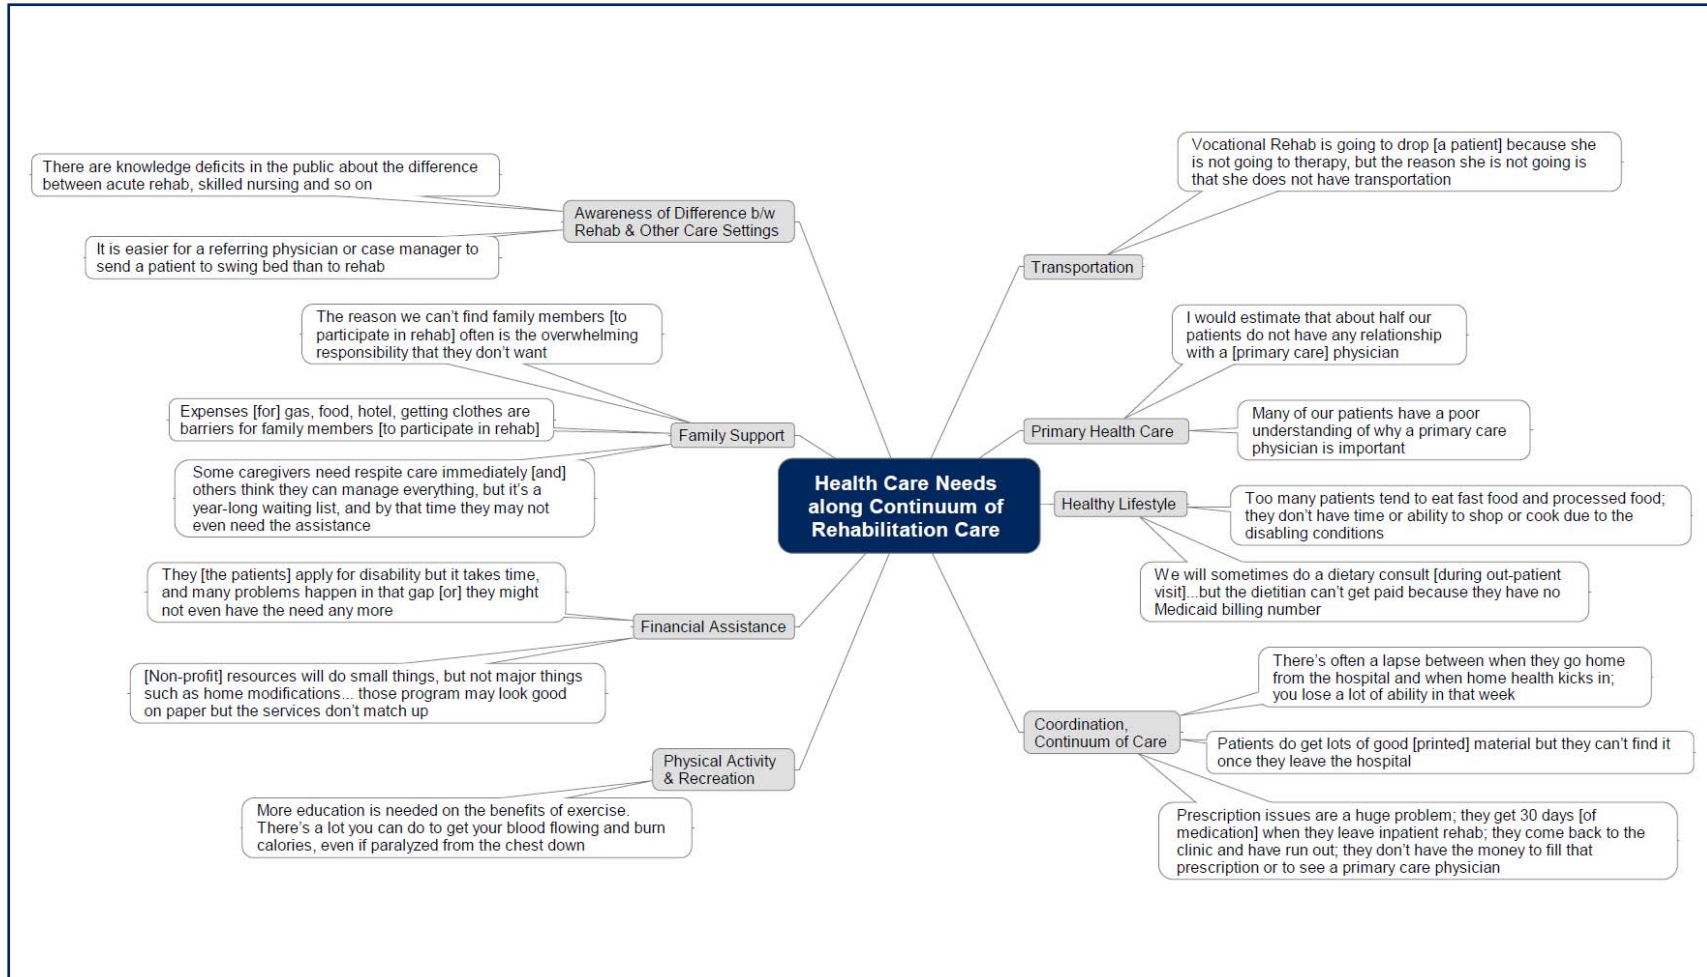 There are knowledge deficits in the public about the difference
between acute rehab, skilled nursing and so on
Awareness of Difference b/w
Rehab & Other Care Settings
It is easier for a referring physician or case manager to
send a patient to swing bed than to rehab
The reason we can't find family members [to
participate in rehab] often is the overwhelming
responsibility that they don't want
Expenses [for] gas, food, hotel, getting clothes are
barriers for family members [to participate in rehab]
Family Support
Some caregivers need respite care immediately [and]
others think they can manage everything, but it's a
year-long waiting list, and by that time they may not
even need the assistance
They [the patients] apply for disability but it takes time,
and many problems happen in that gap [or] they might
not even have the need any more
Financial Assistance
[Non-profit] resources will do small things, but not major things
such as home modifications... those program may look good
on paper but the services don't match up
Physical Activity
& Recreation
More education is needed on the benefits of exercise.
There's a lot you can do to get your blood flowing and burn
calories, even if paralyzed from the chest down
Health Care Needs
along Continuum of
Rehabilitation Care
Vocational Rehab is going to drop [a patient] because she
is not going to therapy, but the reason she is not going is
that she does not have transportation
Transportation
I would estimate that about half our
patients do not have any relationship
with a [primary care] physician
Primary Health Care
Many of our patients have a poor
understanding of why a primary care
physician is important
Healthy Lifestyle
Too many patients tend to eat fast food and processed food;
they don't have time or ability to shop or cook due to the
disabling conditions
We will sometimes do a dietary consult [during out-patient
visit]...but the dietitian can't get paid because they have no
Medicaid billing number
There's often a lapse between when they go home
from the hospital and when home health kicks in;
you lose a lot of ability in that week
Coordination,
Continuum of Care
Patients do get lots of good [printed] material but they can't find it
once they leave the hospital
Prescription issues are a huge problem; they get 30 days [of
medication] when they leave inpatient rehab; they come back to the
clinic and have run out; they don't have the money to fill that
prescription or to see a primary care physician